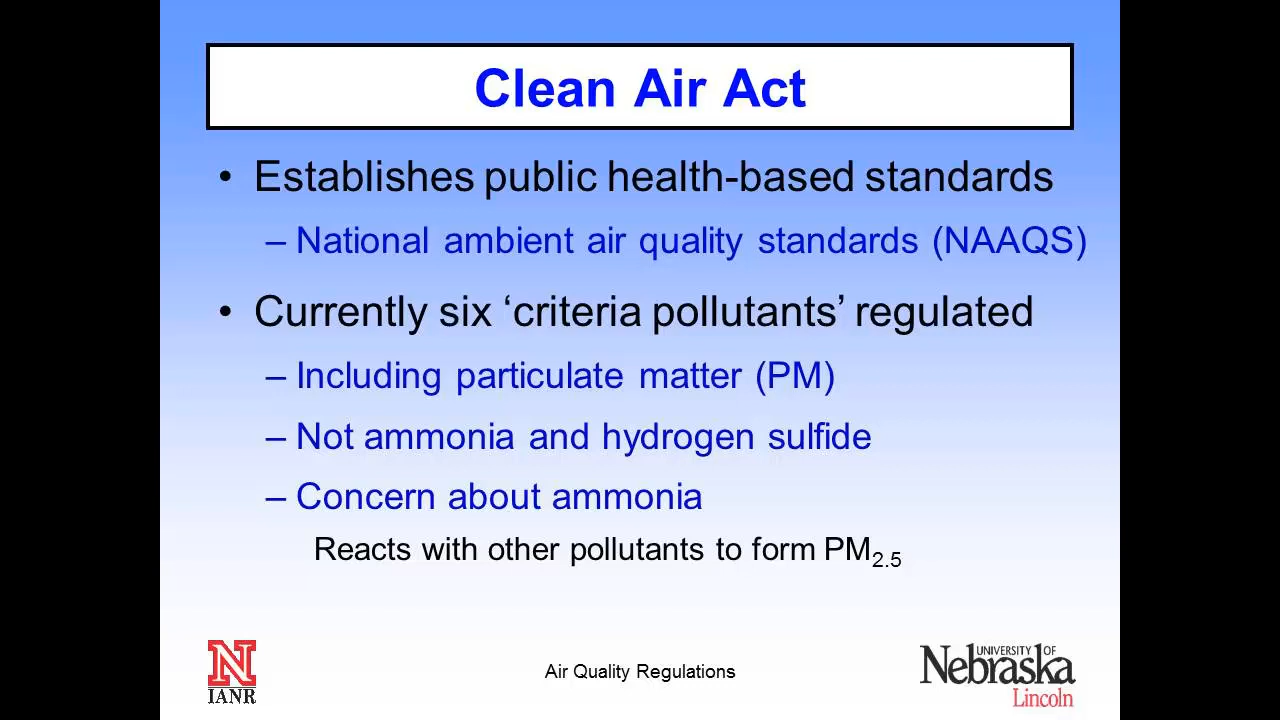 Clean Air Act
• Establishes public health-based standards
– National ambient air quality standards (NAAQS)
• Currently six ‘criteria pollutants’ regulated
– Including particulate matter (PM)
– Not ammonia and hydrogen sulfide
– Concern about ammonia
Reacts with other pollutants to form PM2.5
N
IANR
Air Quality Regulations
UNIVERSITY OF
Nebraska
Lincoln